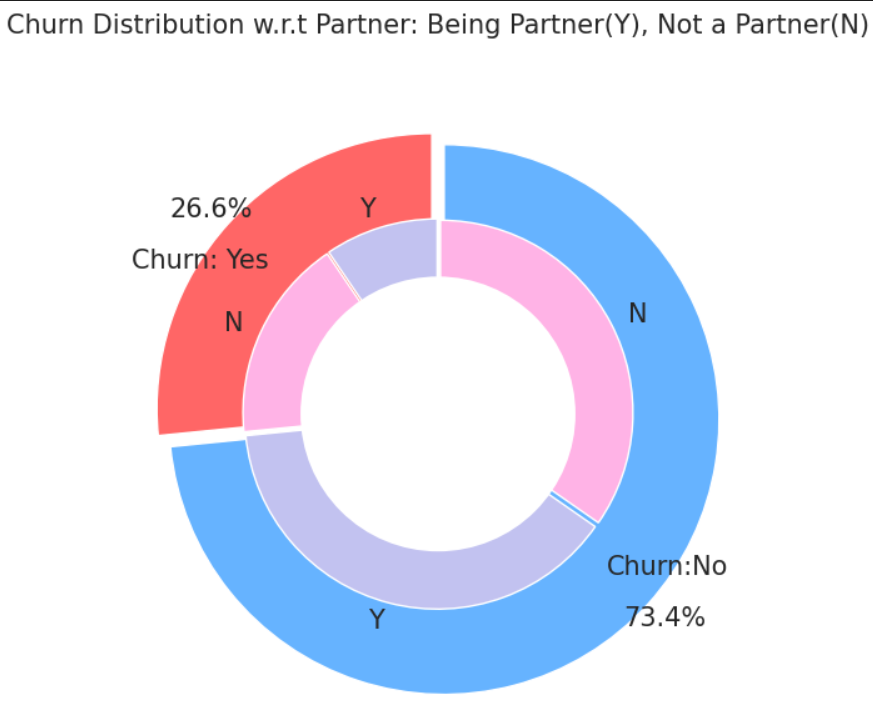 Churn Distribution w.r.t Partner: Being Partner(Y), Not a Partner(N)
26.6%
Y
Churn: Yes
N
N
Churn:No
73.4%
Y